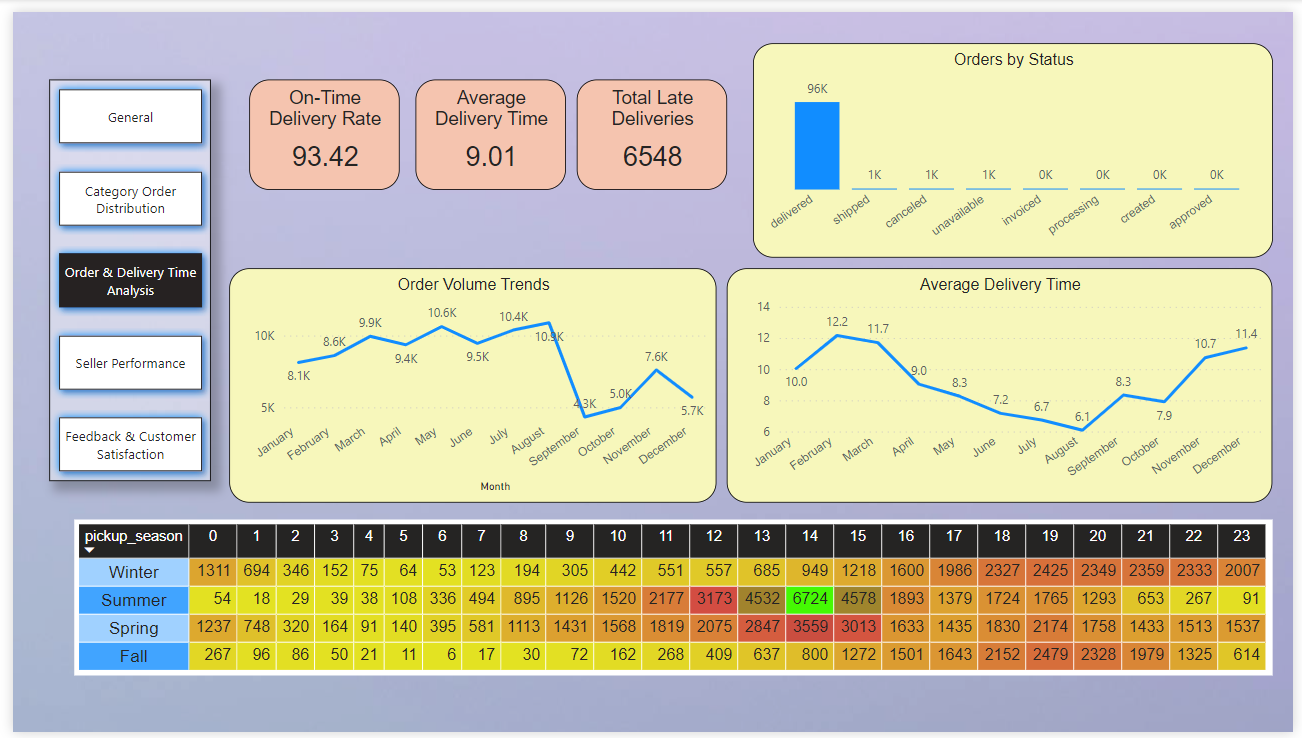 General
Category Order
Distribution
Order & Delivery Time
Analysis
Seller Performance
Feedback & Customer
Satisfaction
On-Time
Delivery Rate
93.42
Average
Delivery Time
9.01
Total Late
Deliveries
6548
Orders by Status
96K
1K 1K 1K 0K 0K 0K 0K
delivered shipped canceled unavailable invoiced processing created approved
Order Volume Trends
10K
5K
8.1K 8.6K 9.9K 9.4K 10.6K 9.5K 10.4K 10.9K 4.3K 5.0K 7.6K 5.7K
January February March April May June July August September October November December
Month
Average Delivery Time
14
12
10
8
6
10.0 12.2 11.7 9.0 8.3 7.2 6.7 6.1 8.3 7.9 10.7 11.4
January February March April May June July August September October November December
pickup_season 0 1 2 3 4 5 6 7 8 9 10 11 12 13 14 15 16 17 18 19 20 21 22 23
Winter 1311 694 346 152 75 64 53 123 194 305 442 551 557 685 949 1218 1600 1986 2327 2425 2349 2359 2333 2007
Summer 54 18 29 39 38 108 336 494 895 1126 1520 2177 3173 4532 6724 4578 1893 1379 1724 1765 1293 653 267 91
Spring 1237 748 320 164 91 140 395 581 1113 1431 1568 1819 2075 2847 3559 3013 1633 1435 1830 2174 1758 1433 1513 1537
Fall 267 96 86 50 21 11 6 17 30 72 162 268 409 637 800 1272 1501 1643 2152 2479 2328 1979 1325 614